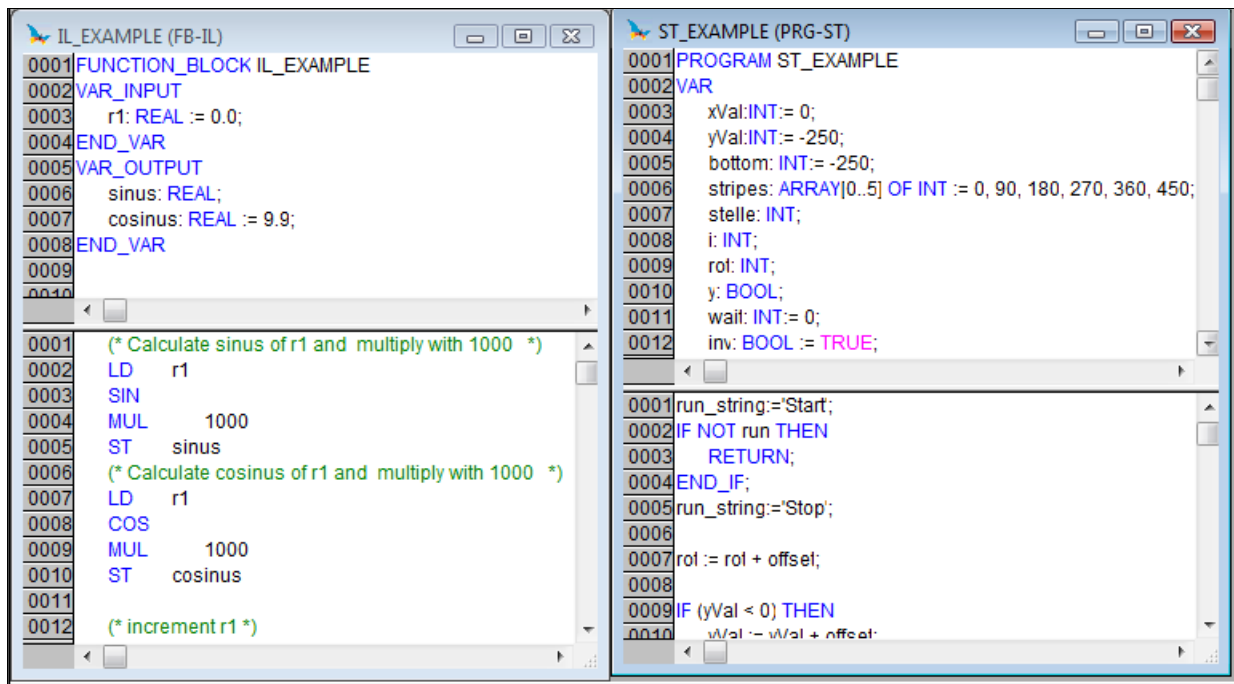 IL_EXAMPLE (FB-IL)
0001 FUNCTION_BLOCK IL_EXAMPLE
0002 VAR_INPUT
0003 r1: REAL := 0.0;
0004 END_VAR
0005 VAR_OUTPUT
0006 sinus: REAL;
0007 cosinus: REAL := 9.9;
0008 END_VAR
0009
0010
0001 (* Calculate sinus of r1 and multiply with 1000 *)
0002 LD r1
0003 SIN
0004 MUL 1000
0005 ST sinus
0006 (* Calculate cosinus of r1 and multiply with 1000 *)
0007 LD r1
0008 COS
0009 MUL 1000
0010 ST cosinus
0011
0012 (* increment r1 *)
ST_EXAMPLE (PRG-ST)
0001 PROGRAM ST_EXAMPLE
0002 VAR
0003 xVal:INT:= 0;
0004 yVal:INT:= -250;
0005 bottom: INT:= -250;
0006 stripes: ARRAY[0..5] OF INT := 0, 90, 180, 270, 360, 450;
0007 stelle: INT;
0008 i: INT;
0009 rot: INT;
0010 y: BOOL;
0011 wait: INT:= 0;
0012 inv: BOOL := TRUE;
0001 run_string:='Start';
0002 IF NOT run THEN
0003 RETURN;
0004 END_IF;
0005 run_string:='Stop';
0006
0007 rot := rot + offset;
0008
0009 IF (yVal < 0) THEN
0010 yVal := yVal + offset;